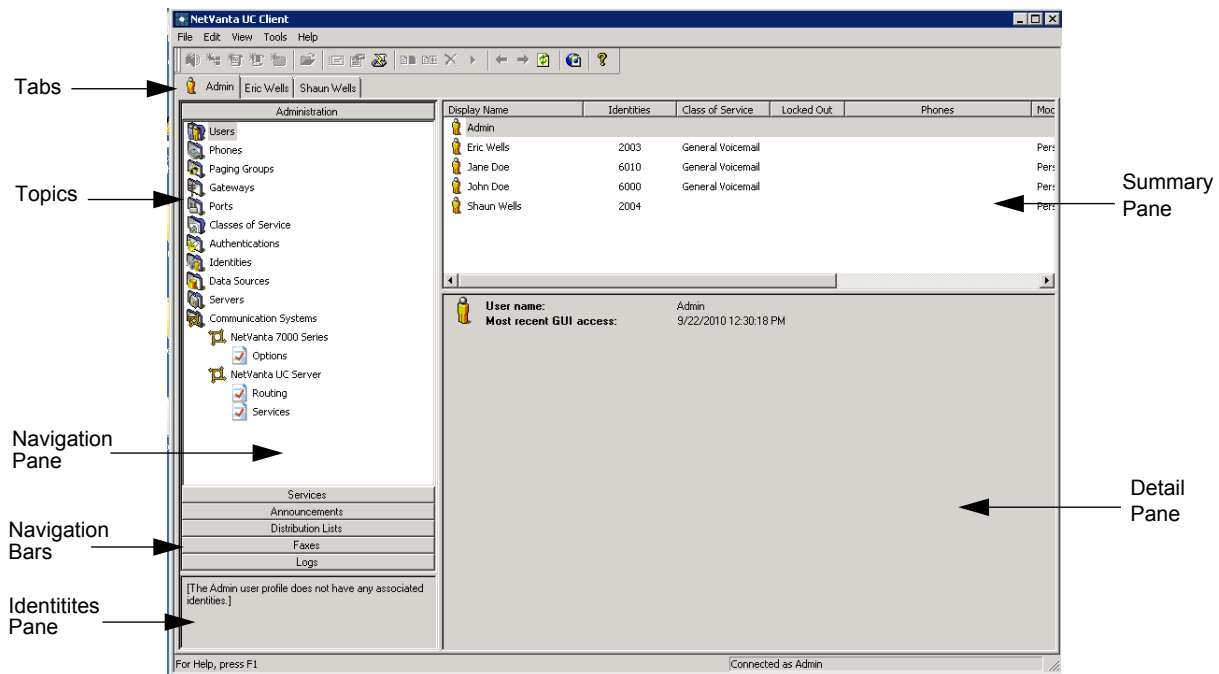 NetVanta UC Client
File Edit View Tools Help
Tabs
Admin Eric Wells Shaun Wells
Administration
Topics
Users
Phones
Paging Groups
Gateways
Ports
Classes of Service
Authentications
Identities
Data Sources
Servers
Communication Systems
NetVanta 7000 Series
Options
NetVanta UC Server
Routing
Services
Navigation
Pane
Services
Announcements
Distribution Lists
Faxes
Logs
Navigation
Bars
[The Admin user profile does not have any associated
identities.]
Identitites
Pane
Display Name Identities Class of Service Locked Out Phones Moc
Admin
Eric Wells 2003 General Voicemail Pers
Jane Doe 6010 General Voicemail Pers
John Doe 6000 General Voicemail Pers
Shaun Wells 2004 Pers
Summary
Pane
User name: Admin
Most recent GUI access: 9/22/2010 12:30:18 PM
Detail
Pane
For Help, press F1
Connected as Admin